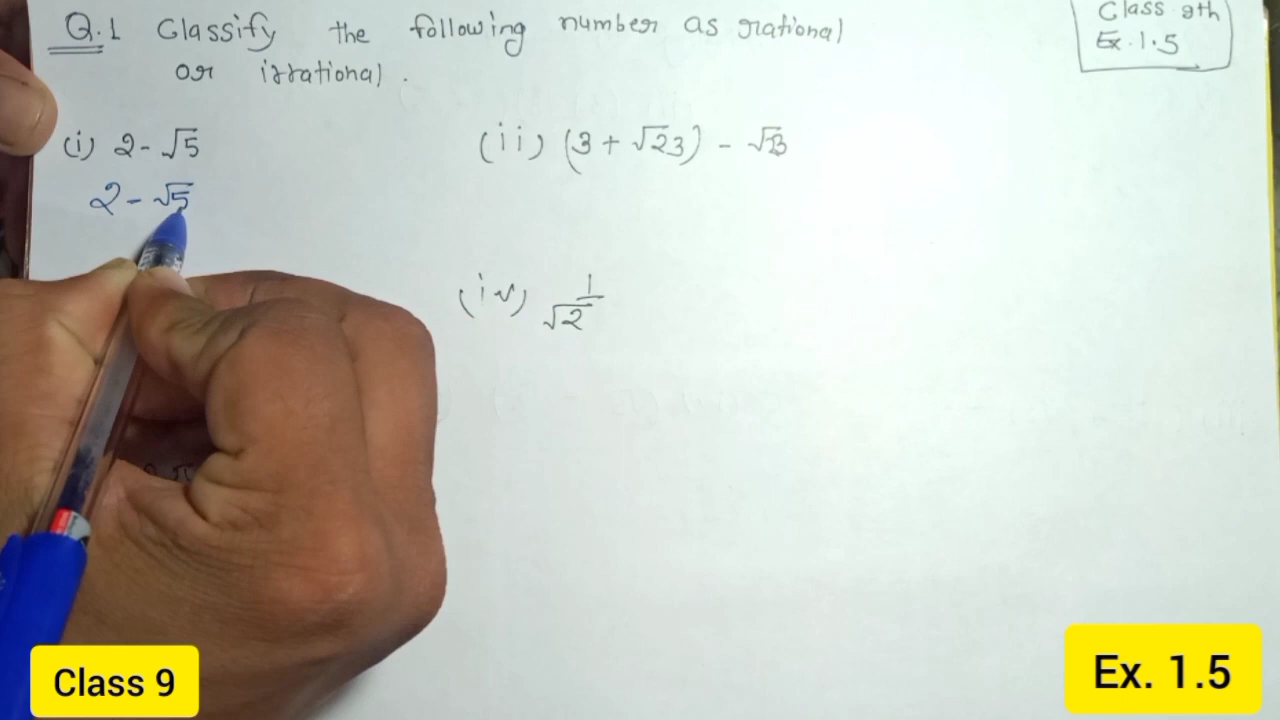 Q.1 Classify the following number as rational
or irrational.
Class 9th
Ex. 1.5
(i) 2-√5
(ii) (3+√23) - √23
2-√5
(iv) 1/√2
Class 9
Ex. 1.5